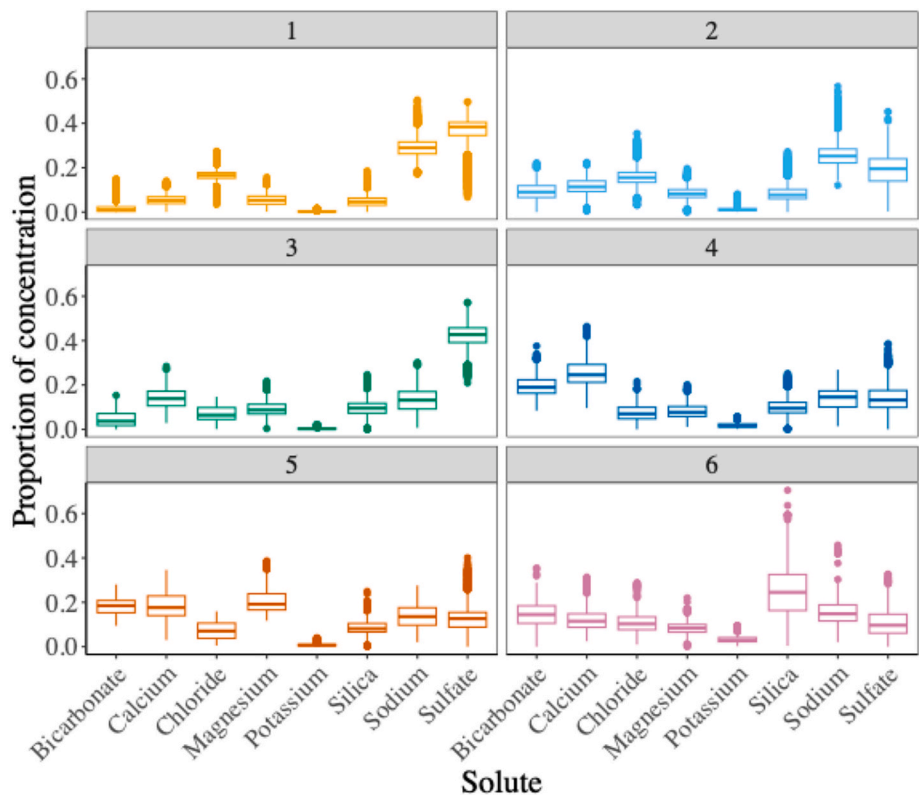 1
2
0.6
0.4
0.2
0.0
3
4
0.6
0.4
0.2
0.0
5
6
0.6
0.4
0.2
0.0
Proportion of concentration
Bicarbonate
Calcium
Chloride
Magnesium
Potassium
Silica
Sodium
Sulfate
Bicarbonate
Calcium
Chloride
Magnesium
Potassium
Silica
Sodium
Sulfate
Solute